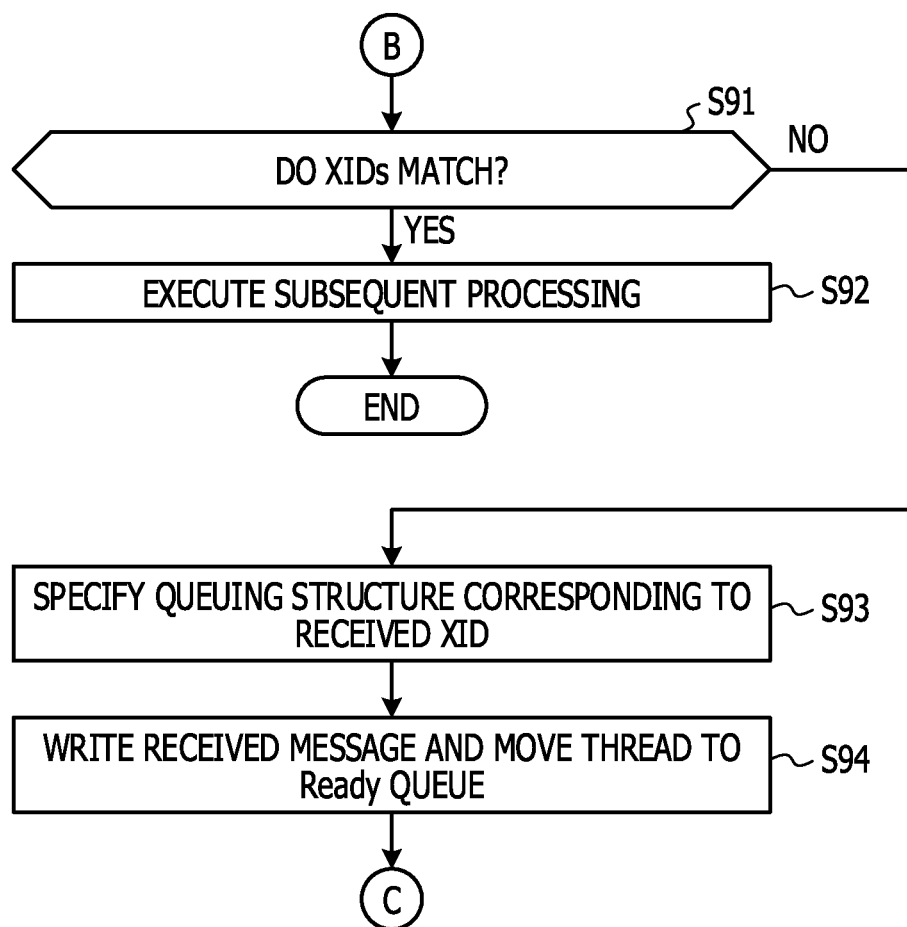 B
S91
NO
DO XIDs MATCH?
YES
EXECUTE SUBSEQUENT PROCESSING
S92
END
SPECIFY QUEUING STRUCTURE CORRESPONDING TO
RECEIVED XID
S93
WRITE RECEIVED MESSAGE AND MOVE THREAD TO
Ready QUEUE
S94
C